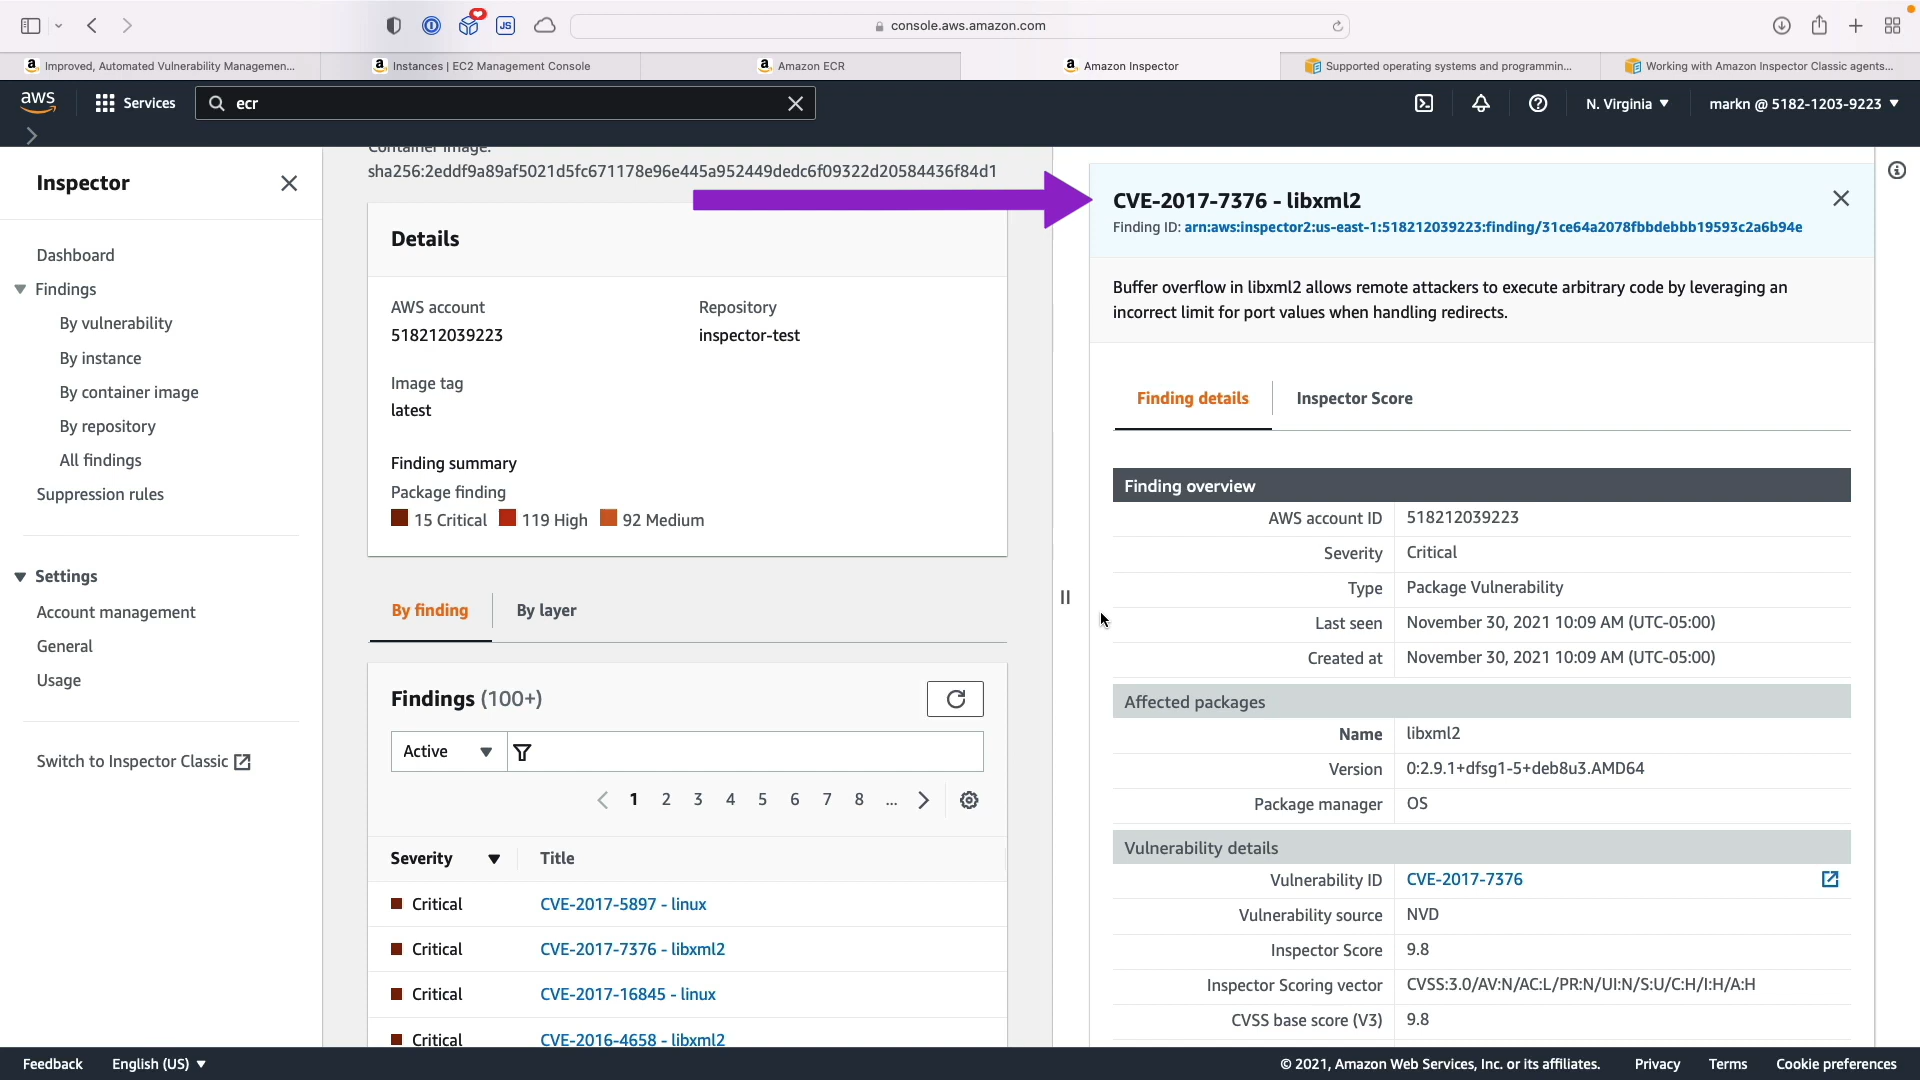 console.aws.amazon.com
Improved, Automated Vulnerability Managemen...
Instances | EC2 Management Console
Amazon ECR
Amazon Inspector
Supported operating systems and programmin...
Working with Amazon Inspector Classic agents...
aws
Services
ecr
N. Virginia
markn @ 5182-1203-9223
Inspector
Dashboard
Findings
By vulnerability
By instance
By container image
By repository
All findings
Suppression rules
Settings
Account management
General
Usage
Switch to Inspector Classic
Container image:
sha256:2eddf9a89af5021d5fc671178e96e445a952449dedc6f09322d20584436f84d1
Details
AWS account
518212039223
Repository
inspector-test
Image tag
latest
Finding summary
Package finding
15 Critical 119 High 92 Medium
By finding
By layer
Findings (100+)
Active
1 2 3 4 5 6 7 8 ...
Severity Title
Critical CVE-2017-5897 - linux
Critical CVE-2017-7376 - libxml2
Critical CVE-2017-16845 - linux
Critical CVE-2016-4658 - libxml2
CVE-2017-7376 - libxml2
Finding ID: arn:aws:inspector2:us-east-1:518212039223:finding/31ce64a2078fbbdebbb19593c2a6b94e
Buffer overflow in libxml2 allows remote attackers to execute arbitrary code by leveraging an
incorrect limit for port values when handling redirects.
Finding details
Inspector Score
Finding overview
AWS account ID 518212039223
Severity Critical
Type Package Vulnerability
Last seen November 30, 2021 10:09 AM (UTC-05:00)
Created at November 30, 2021 10:09 AM (UTC-05:00)
Affected packages
Name libxml2
Version 0:2.9.1+dfsg1-5+deb8u3.AMD64
Package manager OS
Vulnerability details
Vulnerability ID CVE-2017-7376
Vulnerability source NVD
Inspector Score 9.8
Inspector Scoring vector CVSS:3.0/AV:N/AC:L/PR:N/UI:N/S:U/C:H/I:H/A:H
CVSS base score (V3) 9.8
Feedback
English (US)
© 2021, Amazon Web Services, Inc. or its affiliates.
Privacy
Terms
Cookie preferences